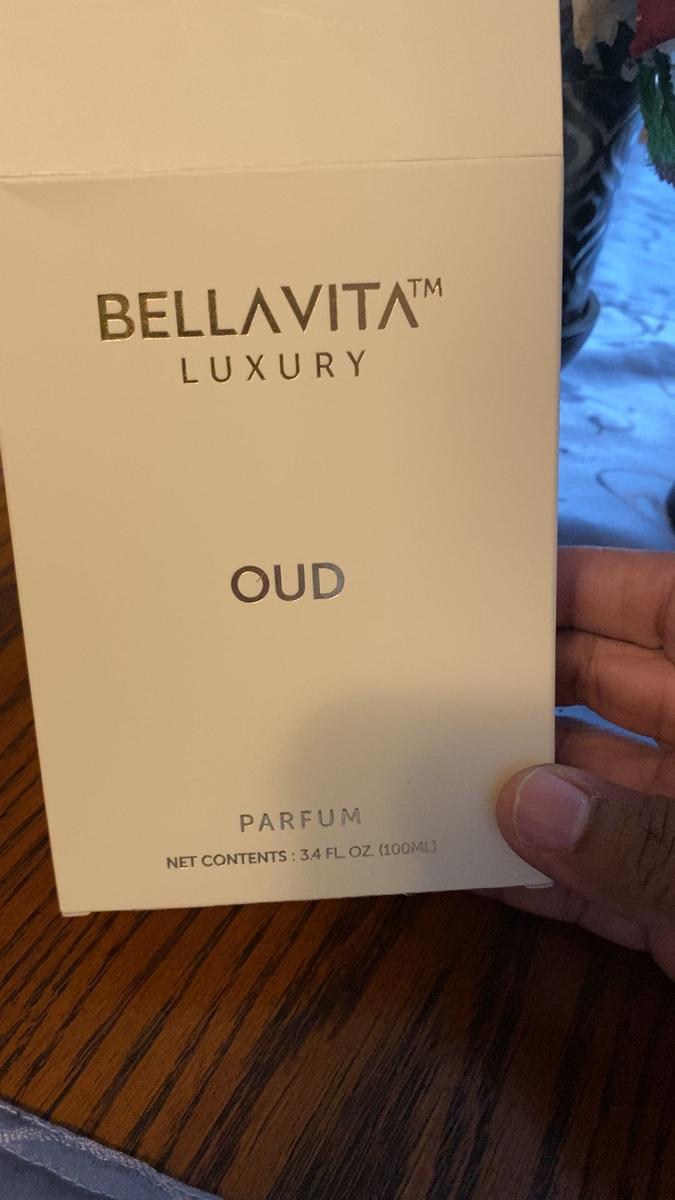 BELLAVITA™
LUXURY
OUD
PARFUM
NET CONTENTS : 3.4 FL. OZ. (100ML)